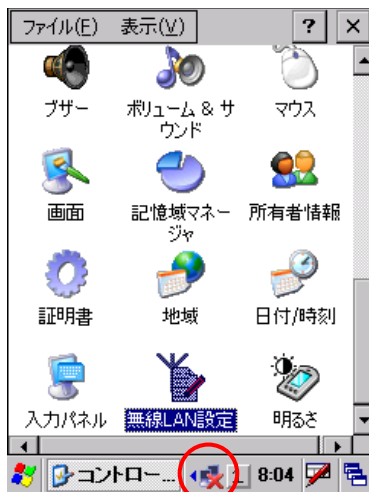 ファイル(F) 表示(V) ? ×
ブザー ボリューム & サ マウス
ウンド
画面 記憶域マネー 所有者情報
ジャ
証明書 地域 日付/時刻
入力パネル 無線LAN設定 明るさ
コントロー... 8:04